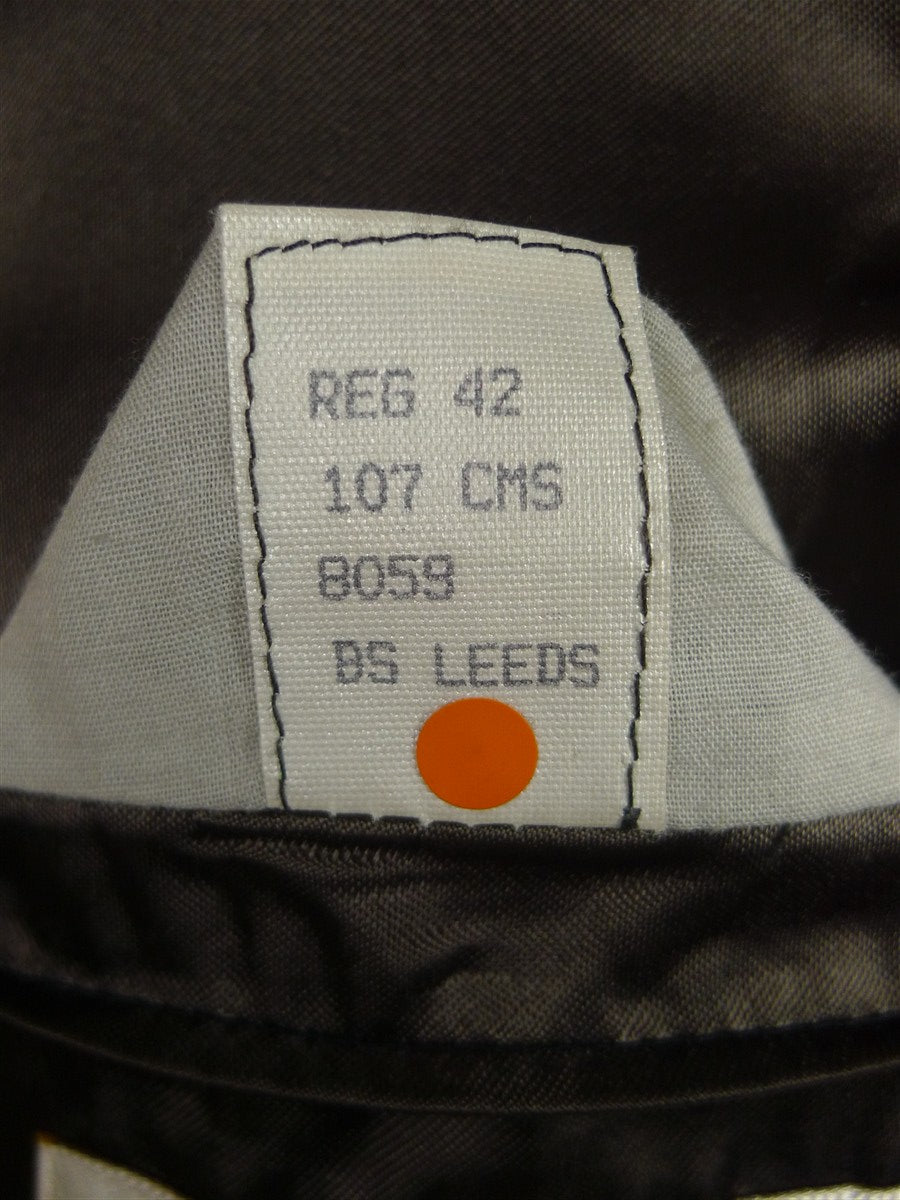 REG 42
107 CMS
8059
BS LEEDS